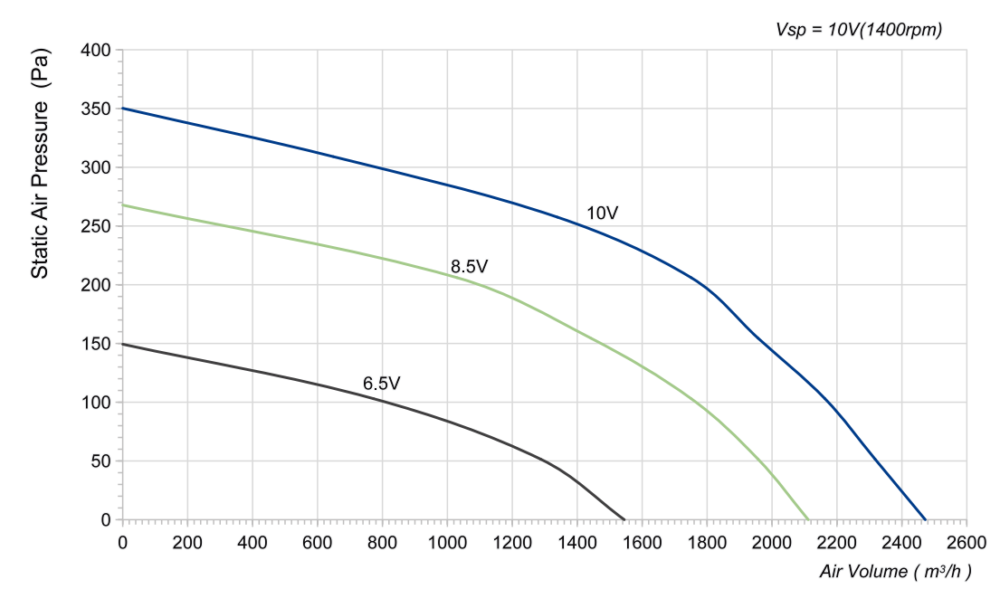 Vsp = 10V(1400rpm)
Static Air Pressure (Pa)
400
350
300
250
200
150
100
50
0
10V
8.5V
6.5V
0 200 400 600 800 1000 1200 1400 1600 1800 2000 2200 2400 2600
Air Volume ( m³/h )